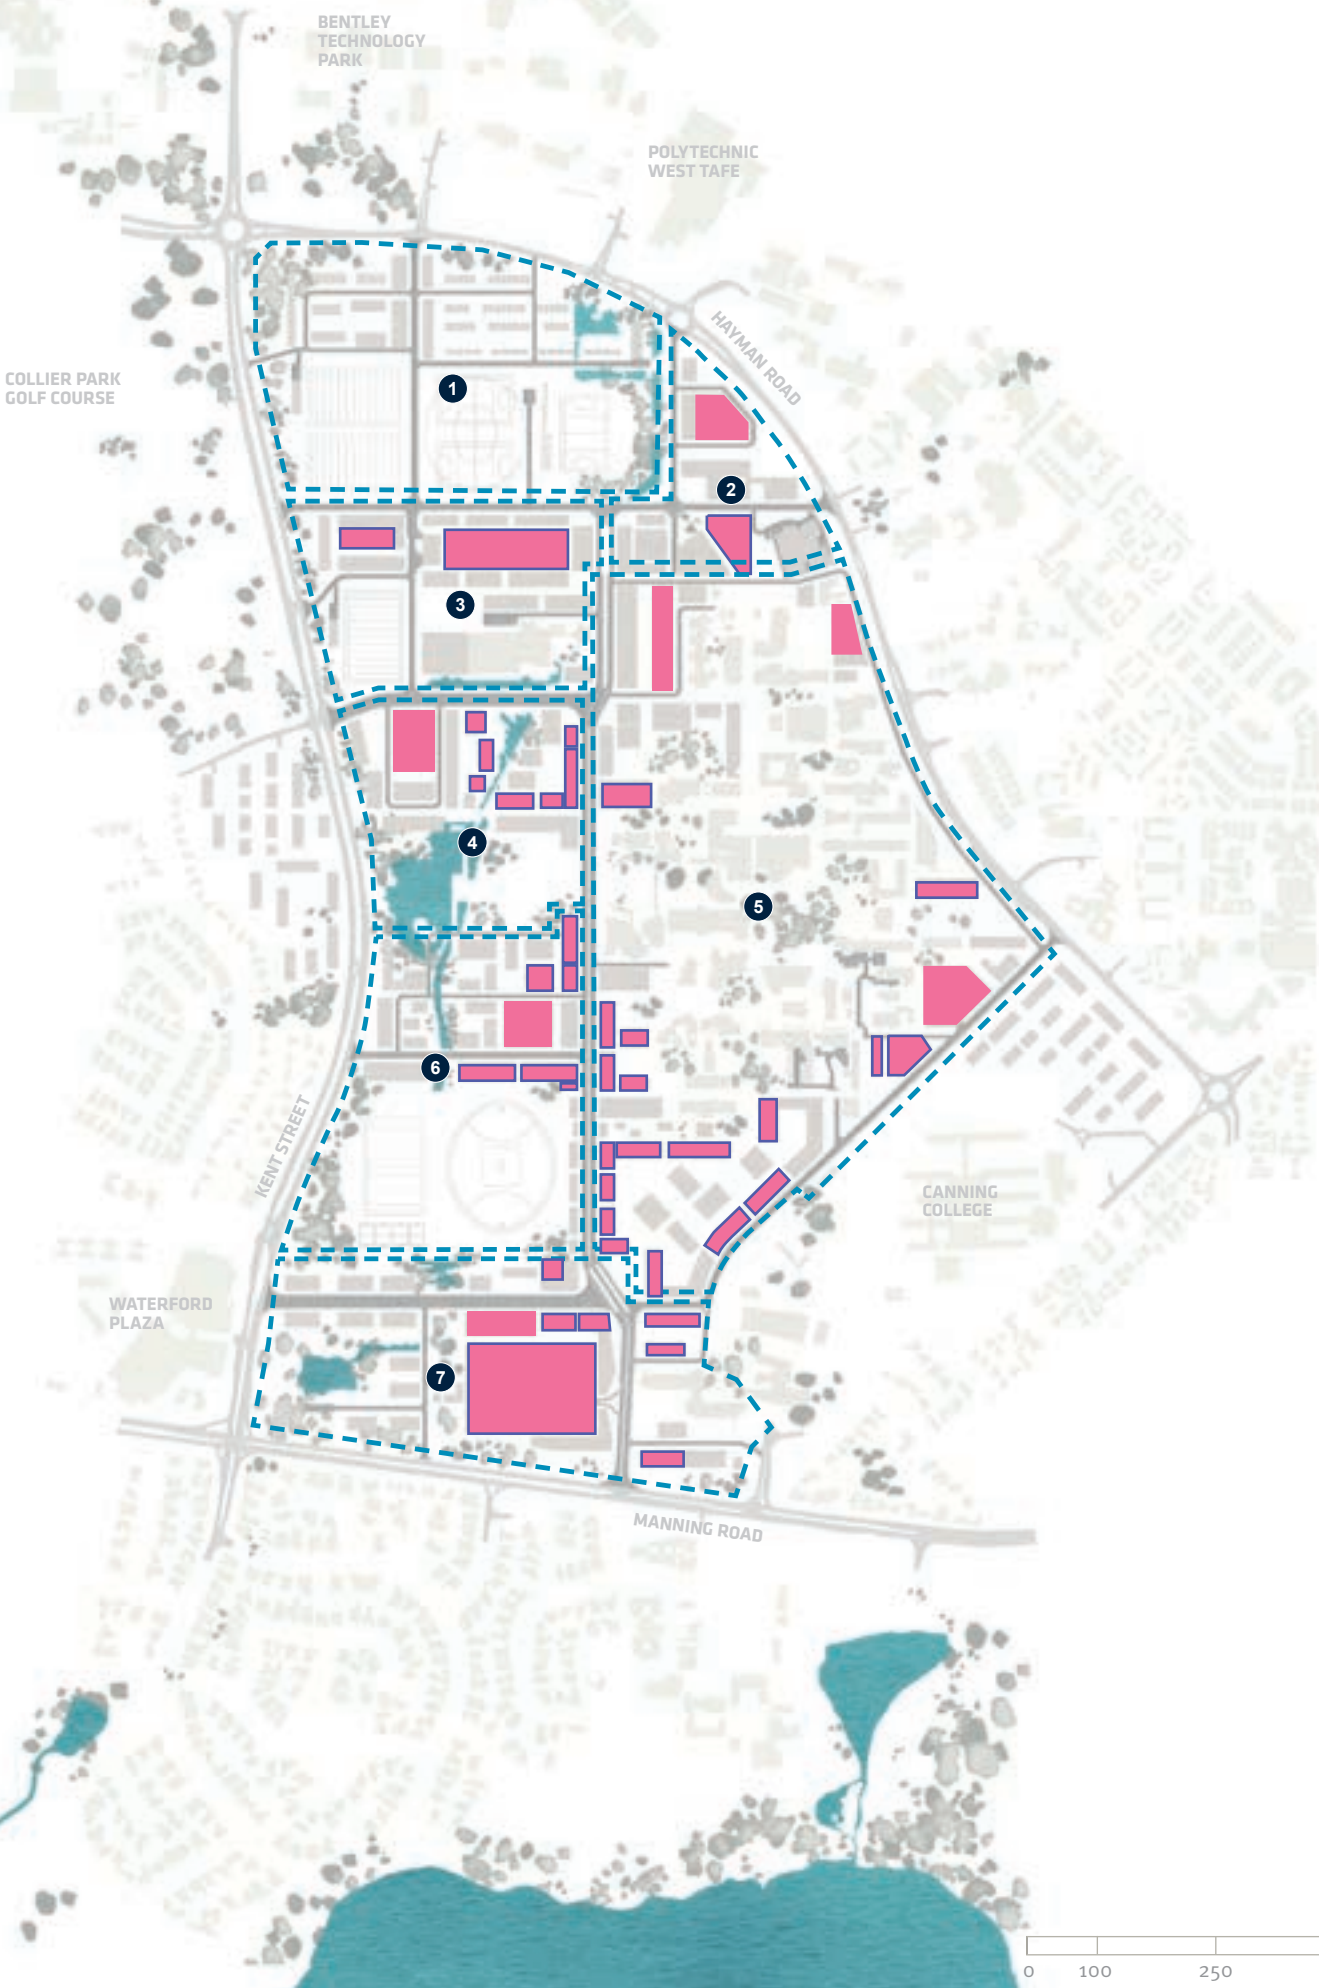 BENTLEY
TECHNOLOGY
PARK
POLYTECHNIC
WEST TAFE
HAYMAN ROAD
COLLIER PARK
GOLF COURSE
1
2
3
4
5
6
KENT STREET
CANNING
COLLEGE
WATERFORD
PLAZA
7
MANNING ROAD
0 100 250